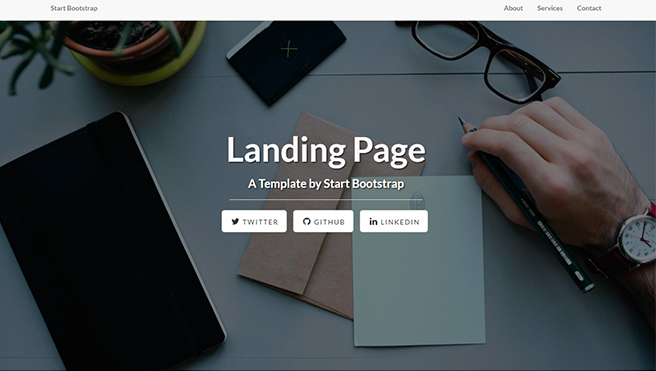 Start Bootstrap
About Services Contact
Landing Page
A Template by Start Bootstrap
TWITTER GITHUB LINKEDIN